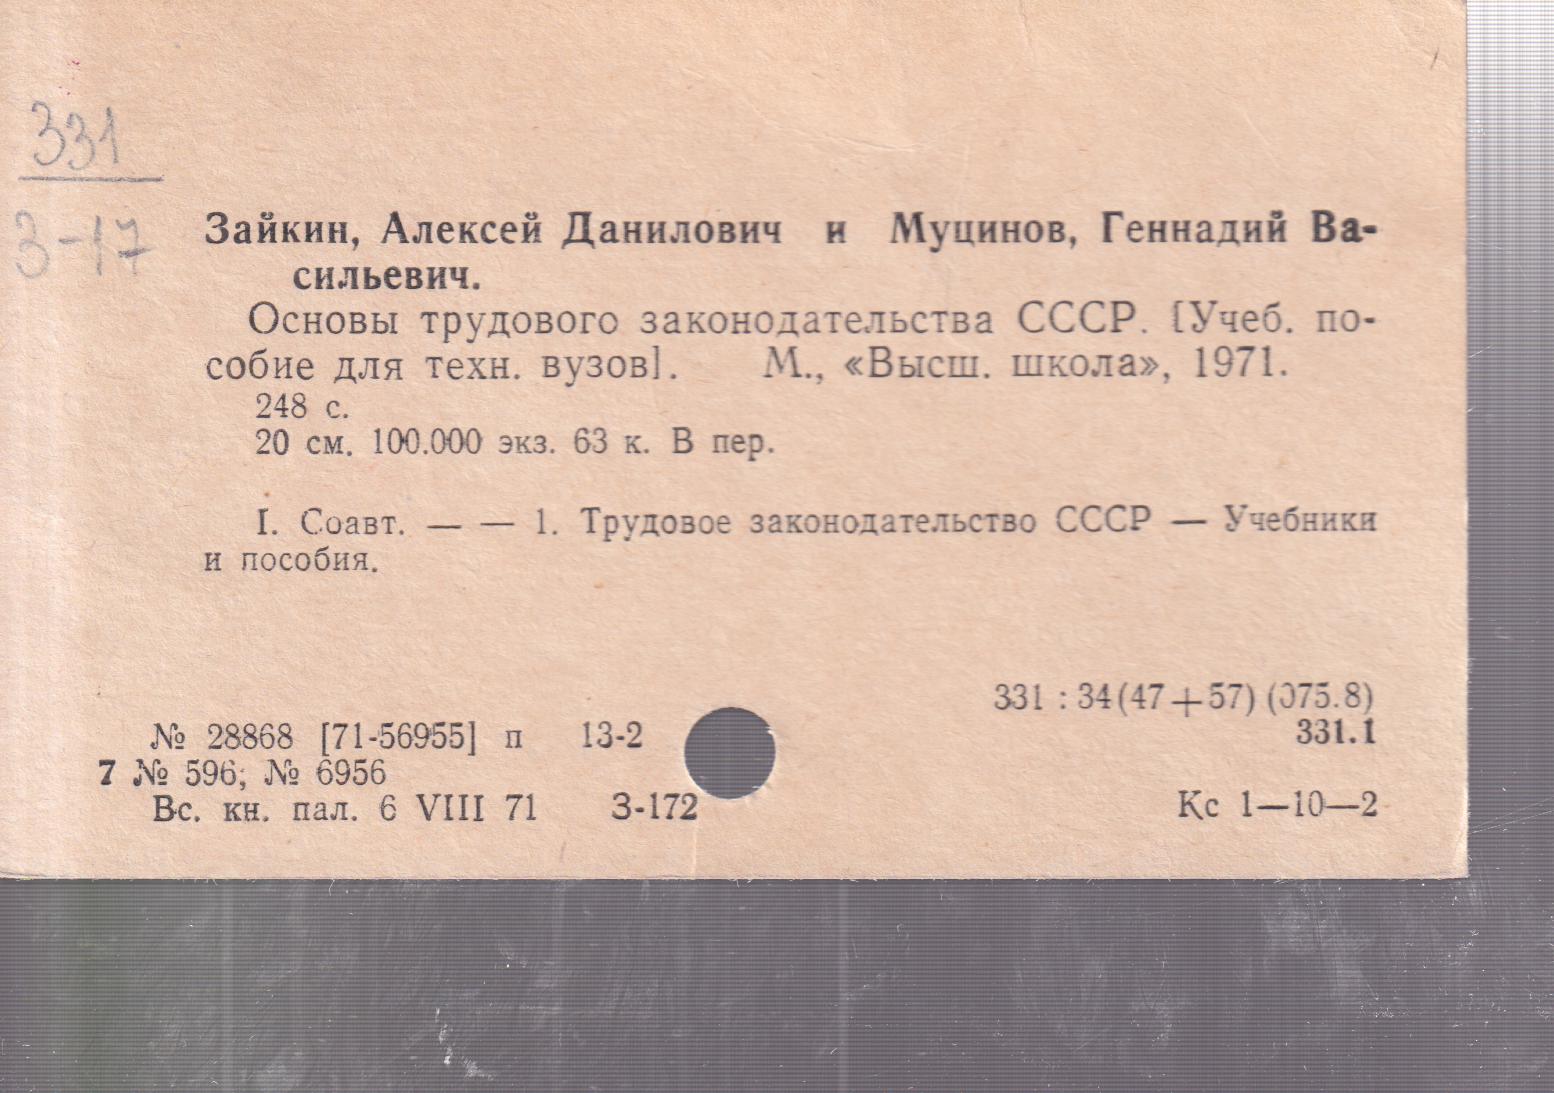 331
З-17
Зайкин, Алексей Данилович и Муцинов, Геннадий Ва-
сильевич.
Основы трудового законодательства СССР. [Учеб. по-
собие для техн. вузов]. М., «Высш. школа», 1971.
248 с.
20 см. 100.000 экз. 63 к. В пер.
I. Соавт. — — 1. Трудовое законодательство СССР — Учебники
и пособия.
331 : 34(47+57) (075.8)
№ 28868 [71-56955] п 13-2
331.1
7 № 596; № 6956
Вс. кн. пал. 6 VIII 71 З-172
Кс 1—10—2